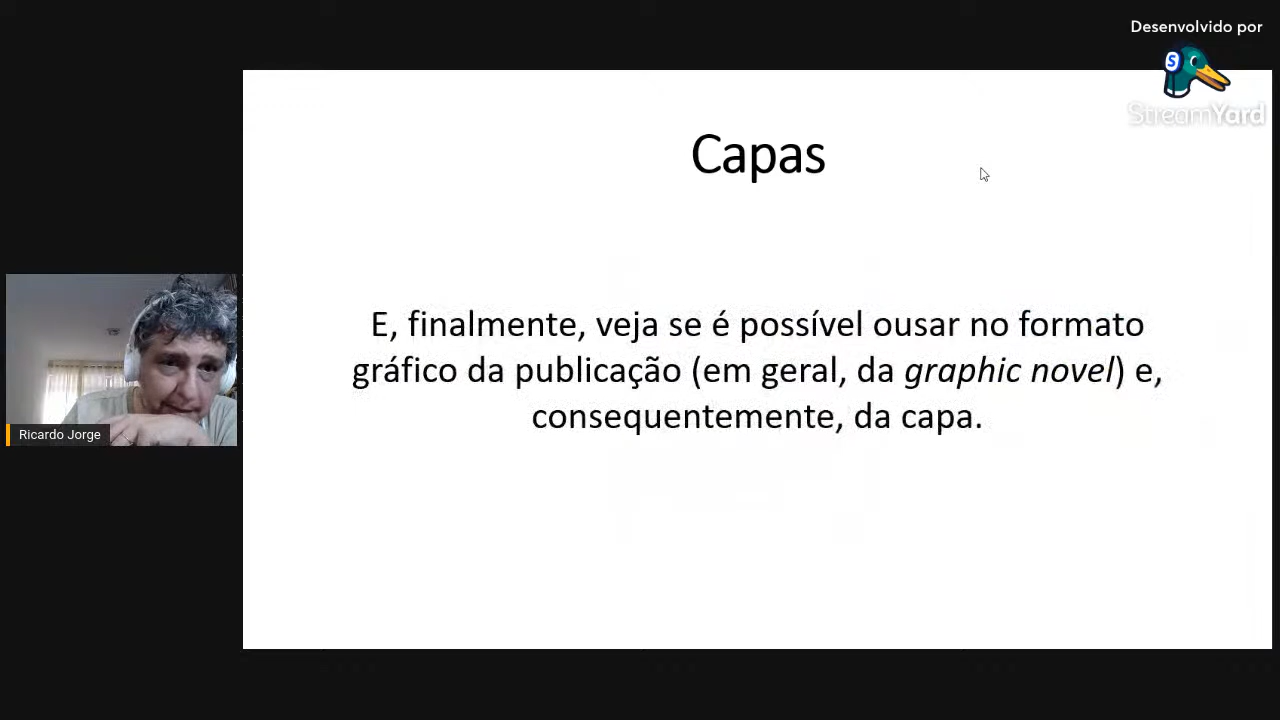 Desenvolvido por
S
StreamYard
Capas
E, finalmente, veja se é possível ousar no formato
gráfico da publicação (em geral, da graphic novel) e,
consequentemente, da capa.
Ricardo Jorge